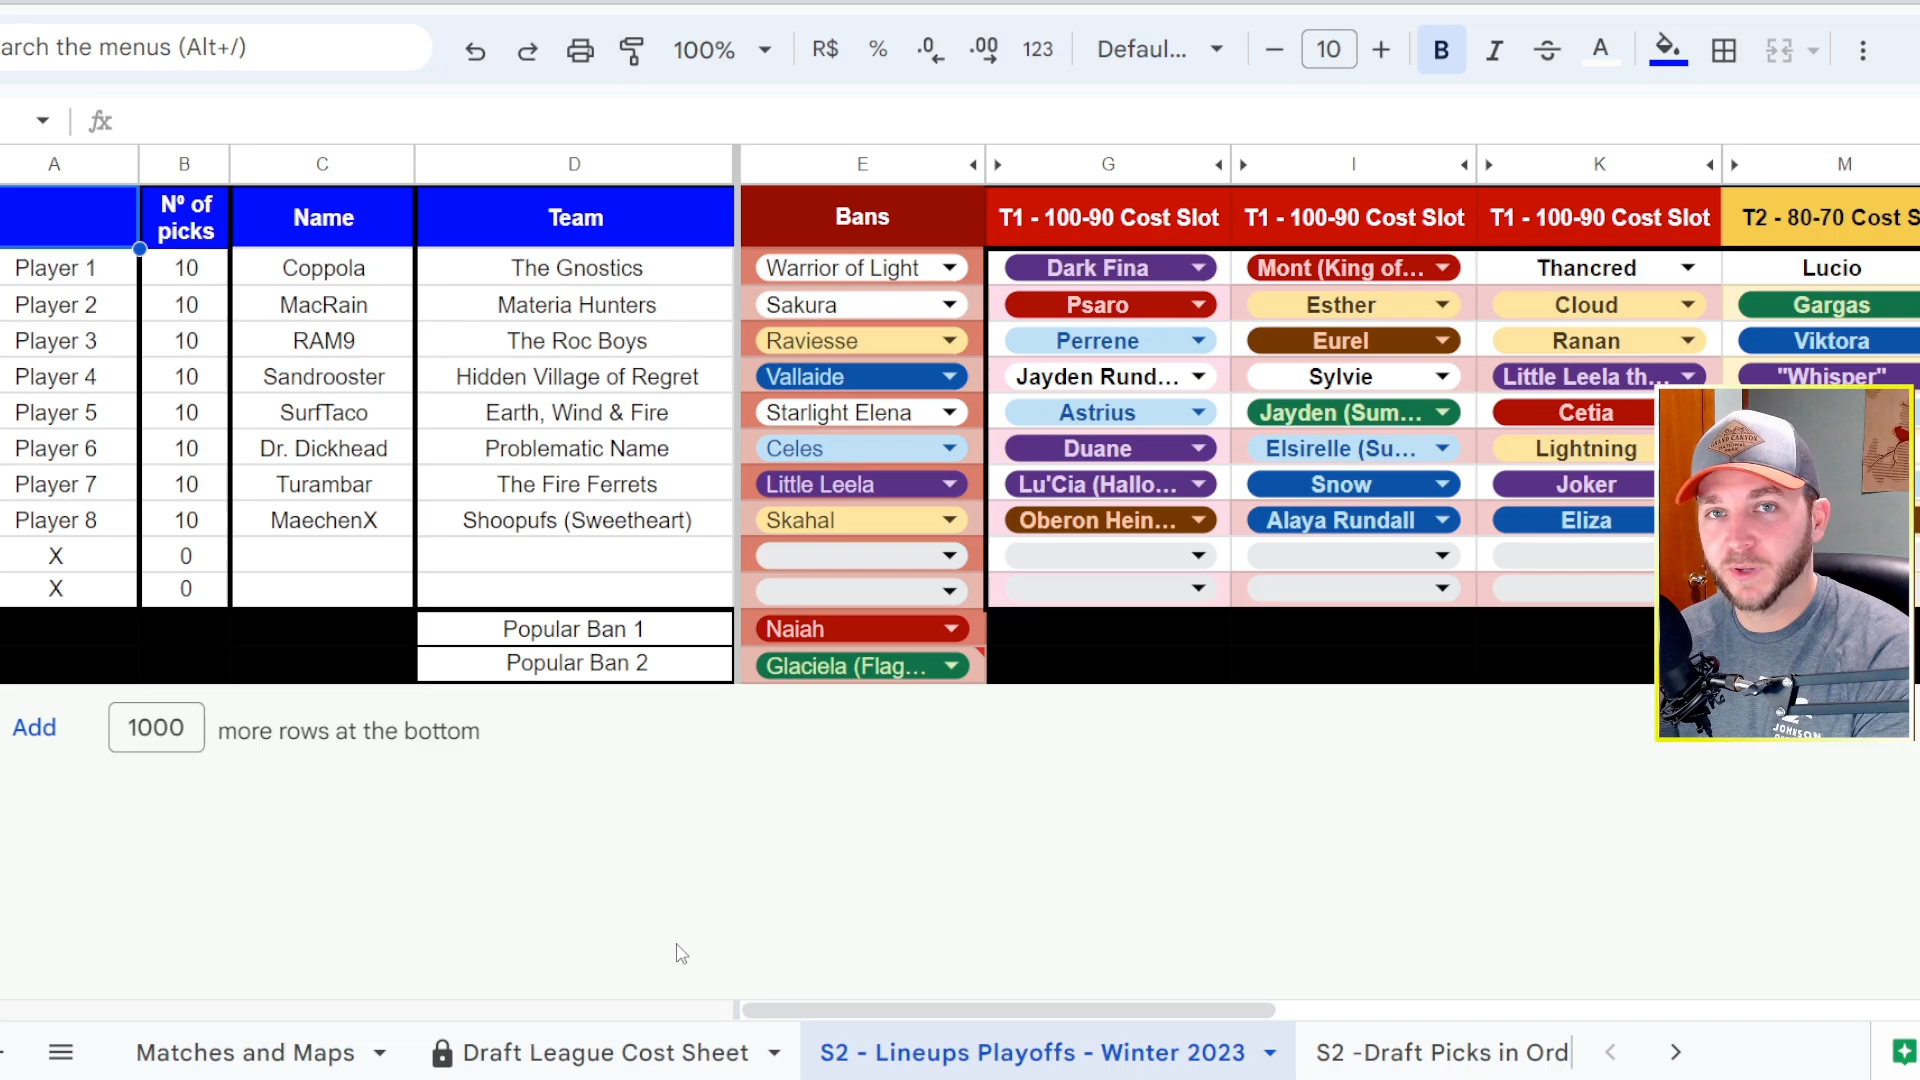 arch the menus (Alt+/)
100%
R$ % .0 .00 123 Defaul... 10 B I S A
fx
A B C D E G I K M
Nº of picks Name Team Bans T1 - 100-90 Cost Slot T1 - 100-90 Cost Slot T1 - 100-90 Cost Slot T2 - 80-70 Cost S
Player 1 10 Coppola The Gnostics Warrior of Light Dark Fina Mont (King of... Thancred Lucio
Player 2 10 MacRain Materia Hunters Sakura Psaro Esther Cloud Gargas
Player 3 10 RAM9 The Roc Boys Raviesse Perrene Eurel Ranan Viktora
Player 4 10 Sandrooster Hidden Village of Regret Vallaide Jayden Rund... Sylvie Little Leela th... "Whisper"
Player 5 10 SurfTaco Earth, Wind & Fire Starlight Elena Astrius Jayden (Sum... Cetia
Player 6 10 Dr. Dickhead Problematic Name Celes Duane Elsirelle (Su... Lightning
Player 7 10 Turambar The Fire Ferrets Little Leela Lu'Cia (Hallo... Snow Joker
Player 8 10 MaechenX Shoopufs (Sweetheart) Skahal Oberon Hein... Alaya Rundall Eliza
X 0
X 0
Popular Ban 1 Naiah
Popular Ban 2 Glaciela (Flag...
Add 1000 more rows at the bottom
GRAND CANYON
JOHNSON
Matches and Maps Draft League Cost Sheet S2 - Lineups Playoffs - Winter 2023 S2 -Draft Picks in Ord